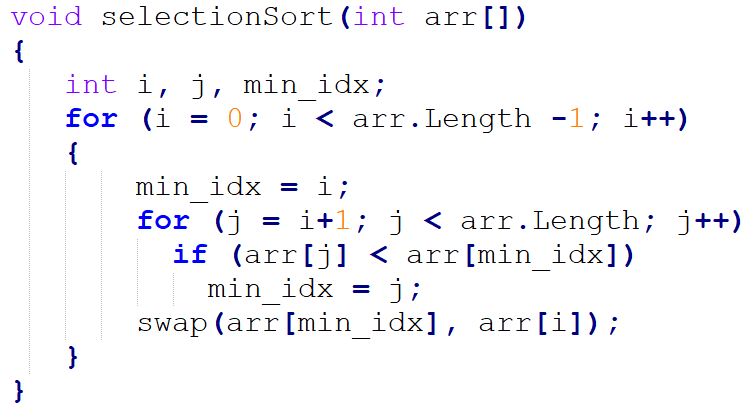 void selectionSort(int arr[])
{
int i, j, min_idx;
for (i = 0; i < arr.Length -1; i++)
{
min_idx = i;
for (j = i+1; j < arr.Length; j++)
if (arr[j] < arr[min_idx])
min_idx = j;
swap(arr[min_idx], arr[i]);
}
}